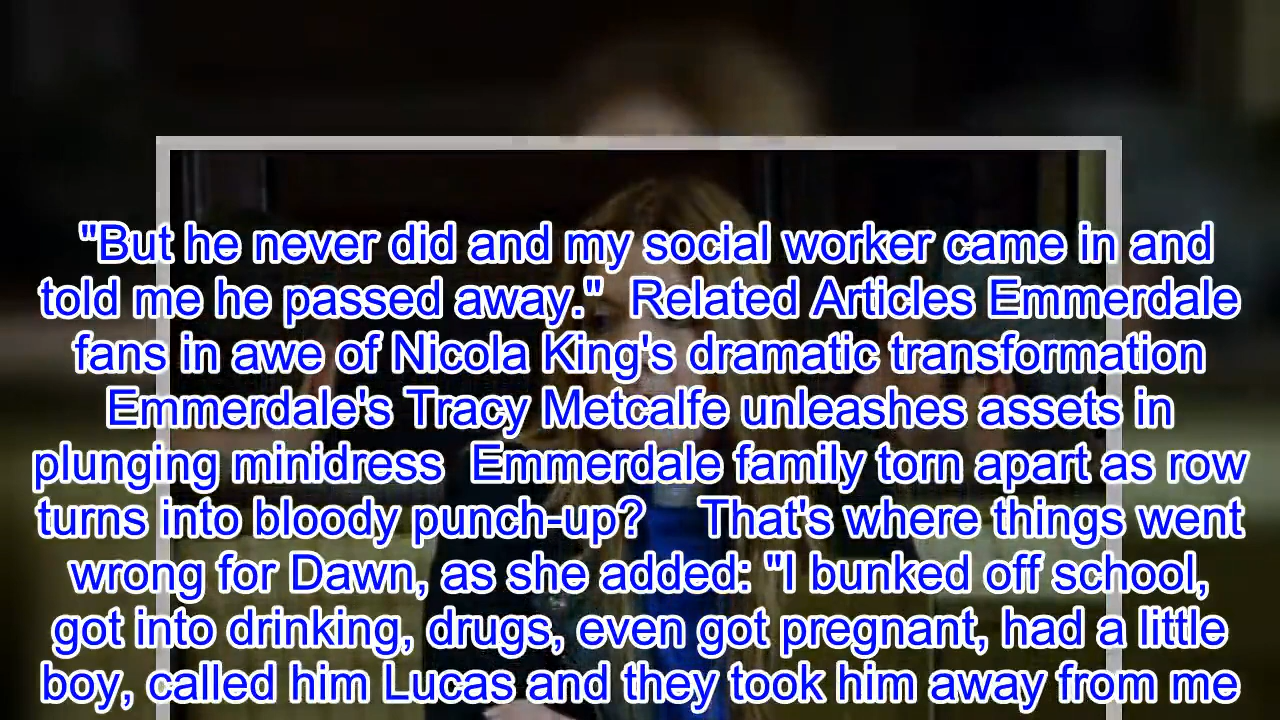 "But he never did and my social worker came in and
told me he passed away."  Related Articles Emmerdale
fans in awe of Nicola King's dramatic transformation
Emmerdale's Tracy Metcalfe unleashes assets in
plunging minidress  Emmerdale family torn apart as row
turns into bloody punch-up?    That's where things went
wrong for Dawn, as she added: "I bunked off school,
got into drinking, drugs, even got pregnant, had a little
boy, called him Lucas and they took him away from me